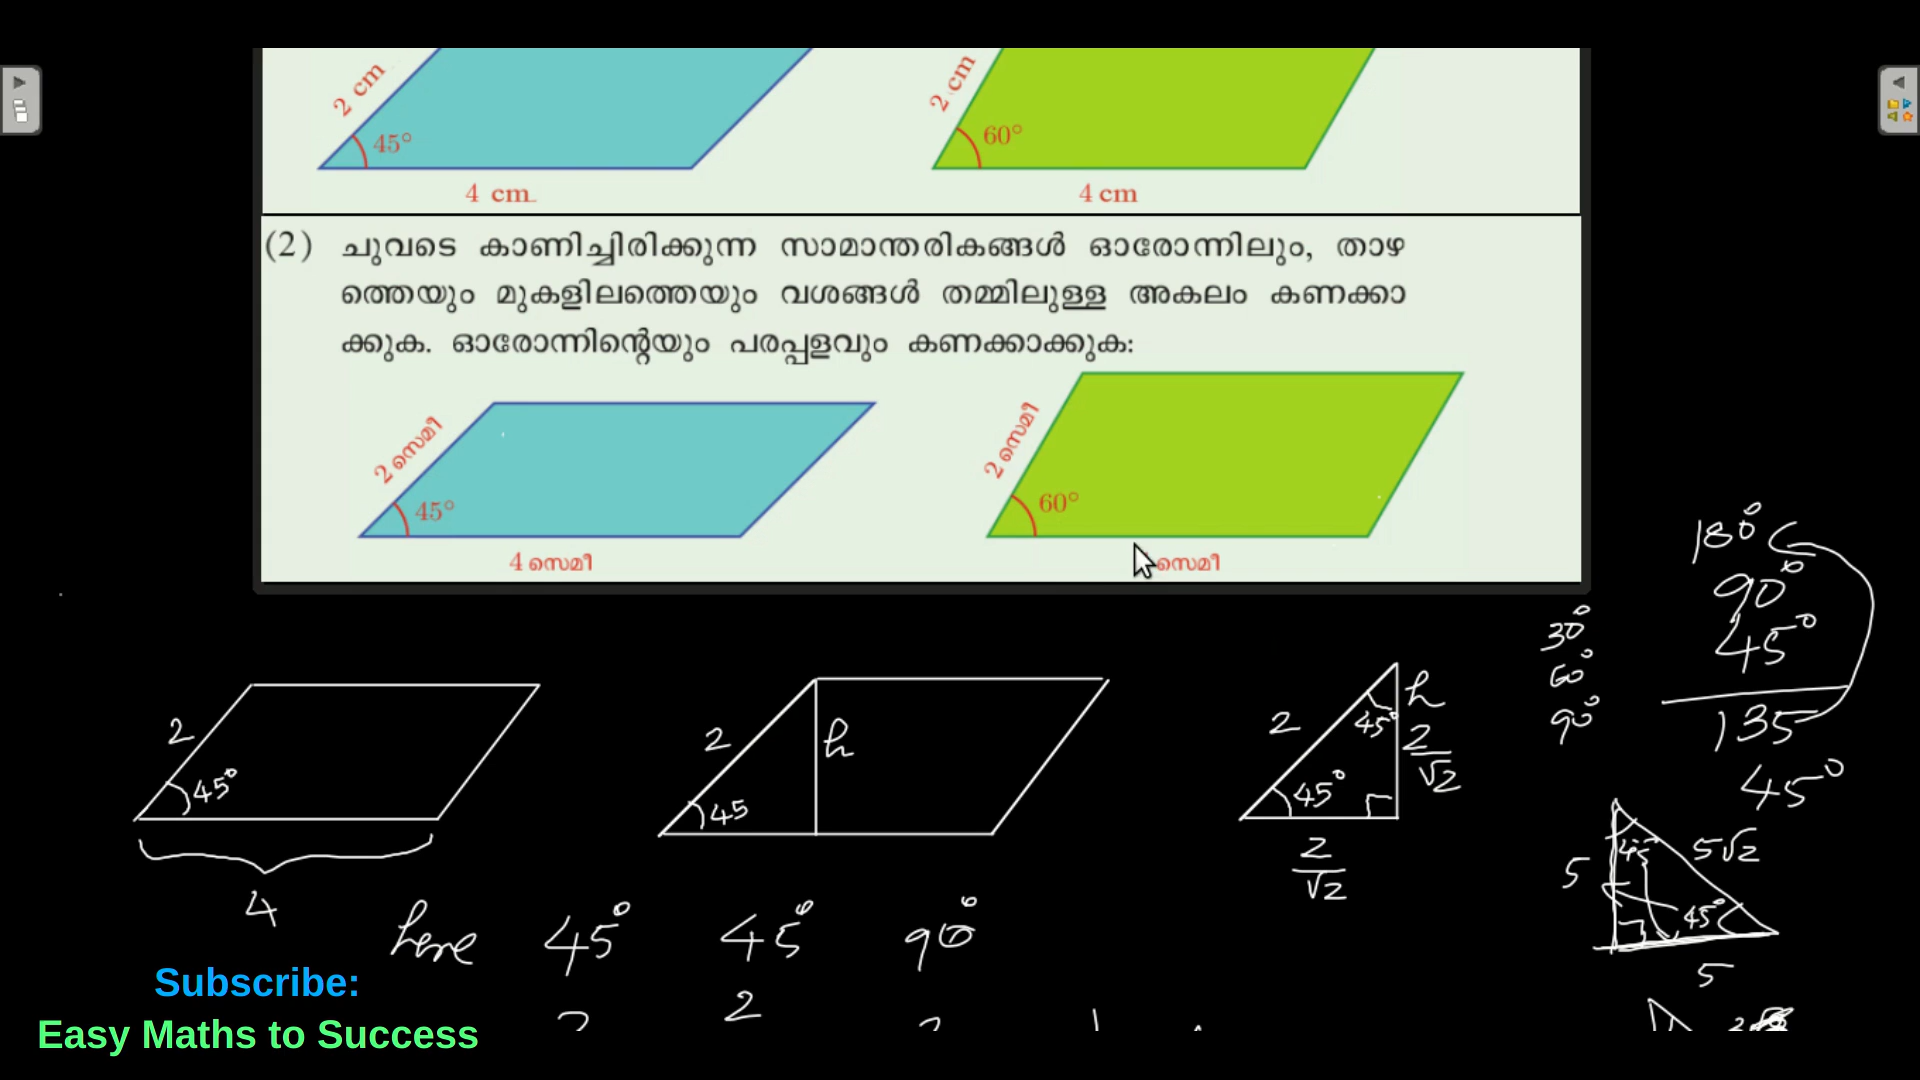 2 cm
45°
4 cm
2 cm
60°
4 cm
(2) ചുവടെ കാണിച്ചിരിക്കുന്ന സാമാന്തരികങ്ങൾ ഓരോന്നിലും, താഴ
ത്തെയും മുകളിലത്തെയും വശങ്ങൾ തമ്മിലുള്ള അകലം കണക്കാ
ക്കുക. ഓരോന്നിന്റെയും പരപ്പളവും കണക്കാക്കുക:
2 സെമീ
45°
4 സെമീ
2 സെമീ
60°
സെമീ
180°
90°
45°
135
45°
30°
60°
90°
2
45°
4
2
h
45
2
h
45°
2/√2
45°
2/√2
5
45
5√2
45°
5
here 45° 45° 90°
2
Subscribe:
Easy Maths to Success